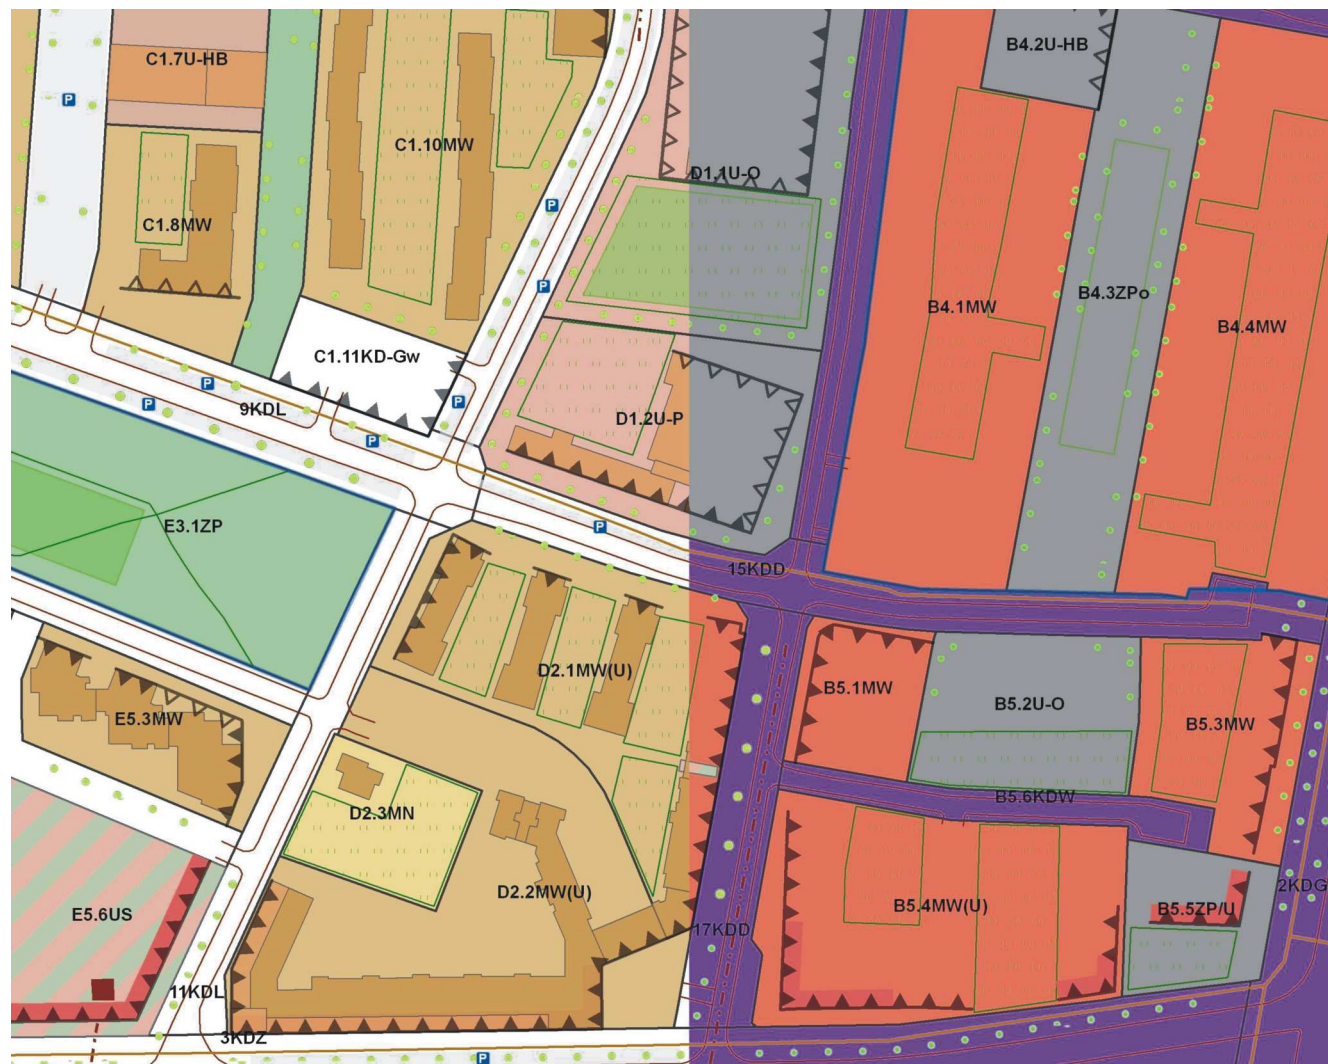 B4.2U-HB
C1.7U-HB
P
C1.10MW
D1.1U-O
P
C1.8MW
P
B4.3ZPo
B4.1MW
B4.4MW
C1.11KD-Gw
P
P
P
9KDL
D1.2U-P
P
E3.1ZP
P
15KDD
D2.1MW(U)
B5.1MW
B5.2U-O
E5.3MW
B5.3MW
B5.6KDW
D2.3MN
D2.2MW(U)
2KDG
B5.4MW(U)
B5.5ZP/U
E5.6US
17KDD
11KDL
3KDZ
P